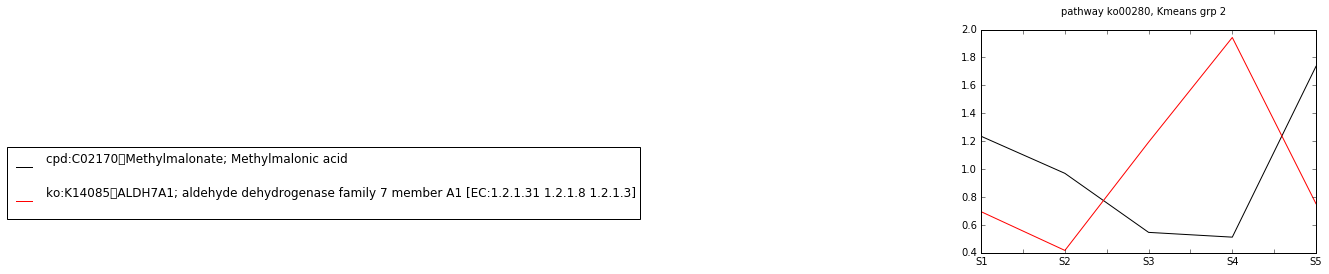 pathway ko00280, Kmeans grp 2
2.0
1.8
1.6
1.4
1.2
1.0
0.8
0.6
0.4
S1 S2 S3 S4 S5
cpd:C02170▯Methylmalonate; Methylmalonic acid
ko:K14085▯ALDH7A1; aldehyde dehydrogenase family 7 member A1 [EC:1.2.1.31 1.2.1.8 1.2.1.3]